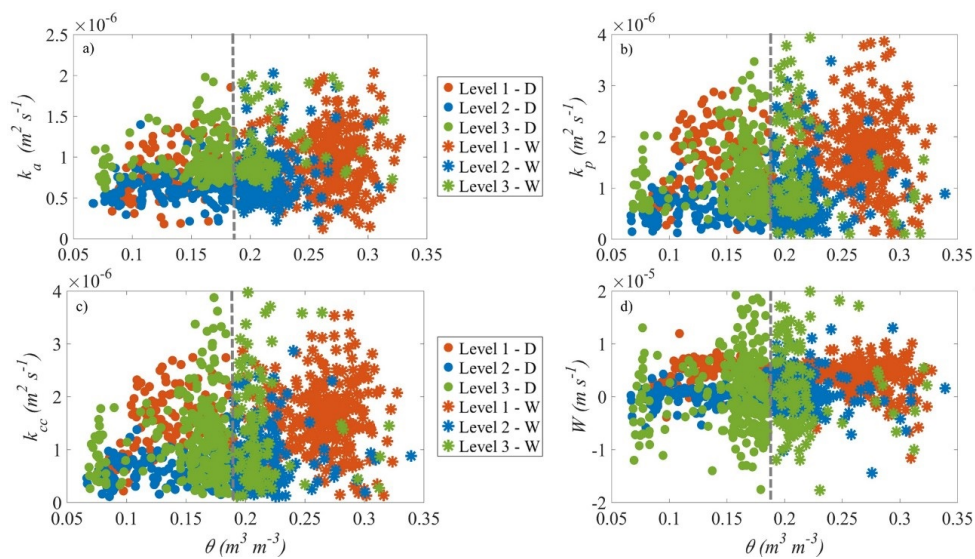 ×10⁻⁶
a)
2.5
2
1.5
1
0.5
0
0.05 0.1 0.15 0.2 0.25 0.3 0.35
kₐ (m² s⁻¹)
Level 1 - D
Level 2 - D
Level 3 - D
Level 1 - W
Level 2 - W
Level 3 - W
×10⁻⁶
b)
4
3
2
1
0
0.05 0.1 0.15 0.2 0.25 0.3 0.35
kₚ (m² s⁻¹)
×10⁻⁶
c)
4
3
2
1
0
0.05 0.1 0.15 0.2 0.25 0.3 0.35
k_cc (m² s⁻¹)
θ (m³ m⁻³)
Level 1 - D
Level 2 - D
Level 3 - D
Level 1 - W
Level 2 - W
Level 3 - W
×10⁻⁵
d)
2
1
0
-1
-2
0.05 0.1 0.15 0.2 0.25 0.3 0.35
W (m s⁻¹)
θ (m³ m⁻³)